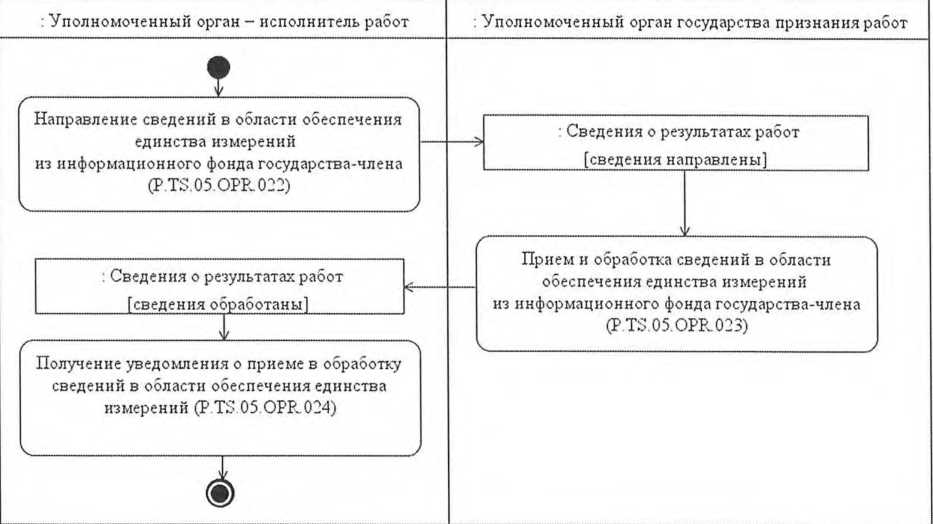 : Уполномоченный орган – исполнитель работ
: Уполномоченный орган государства признания работ
Направление сведений в области обеспечения
единства измерений
из информационного фонда государства-члена
(P.TS.05.OPR.022)
: Сведения о результатах работ
[сведения направлены]
Прием и обработка сведений в области
обеспечения единства измерений
из информационного фонда государства-члена
(P.TS.05.OPR.023)
: Сведения о результатах работ
[сведения обработаны]
Получение уведомления о приеме в обработку
сведений в области обеспечения единства
измерений (P.TS.05.OPR.024)